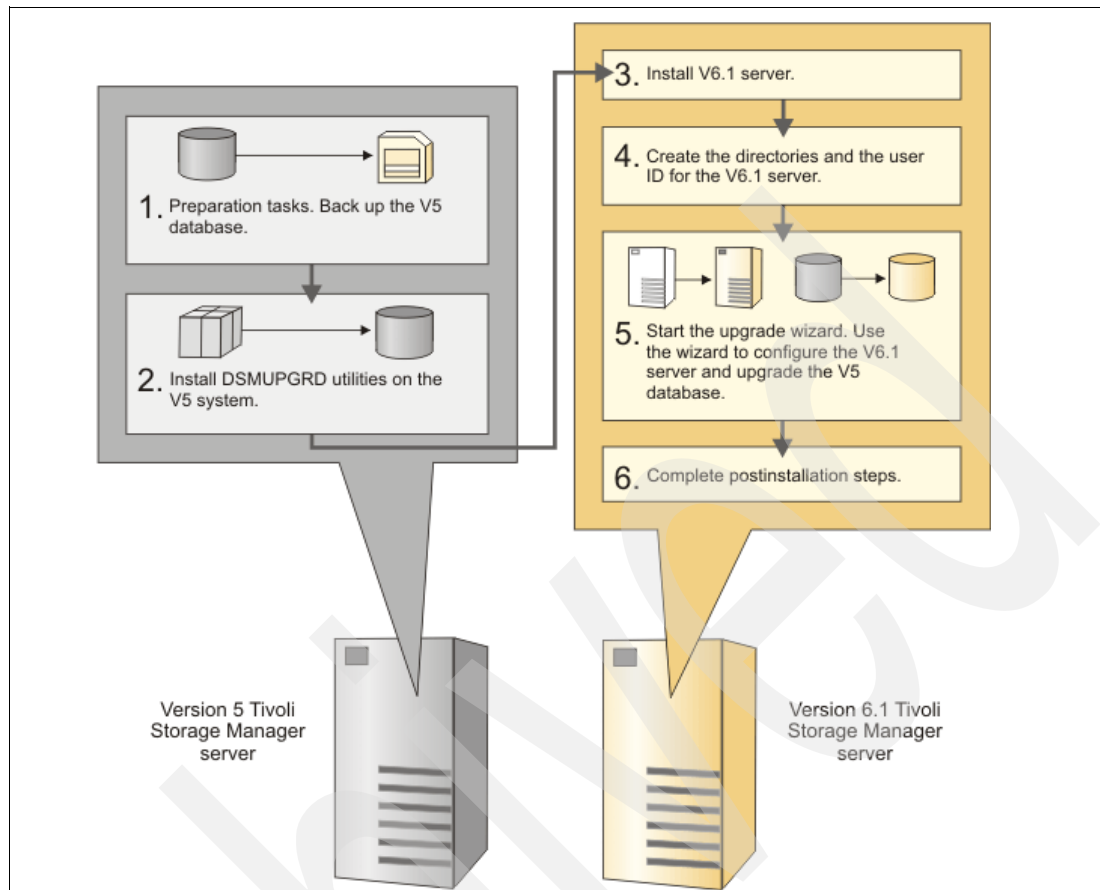 1. Preparation tasks. Back up the V5
database.
2. Install DSMUPGRD utilities on the
V5 system.
3. Install V6.1 server.
4. Create the directories and the user
ID for the V6.1 server.
5. Start the upgrade wizard. Use
the wizard to configure the V6.1
server and upgrade the V5
database.
6. Complete postinstallation steps.
Version 5 Tivoli
Storage Manager
server
Version 6.1 Tivoli
Storage Manager
server